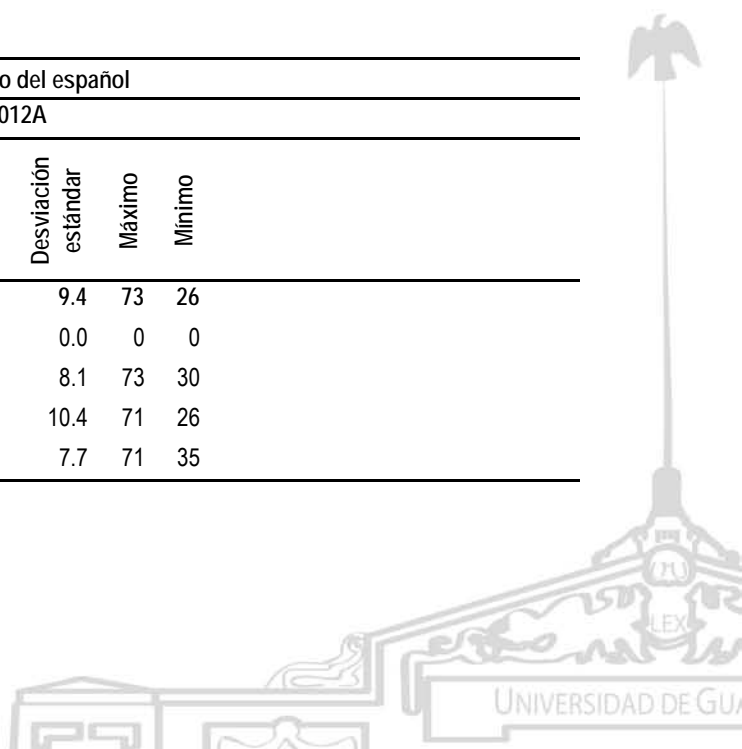 o del español
012A
Desviación
estándar
Máximo
Mínimo
9.4 73 26
0.0 0 0
8.1 73 30
10.4 71 26
7.7 71 35
LEX
UNIVERSIDAD DE GUA